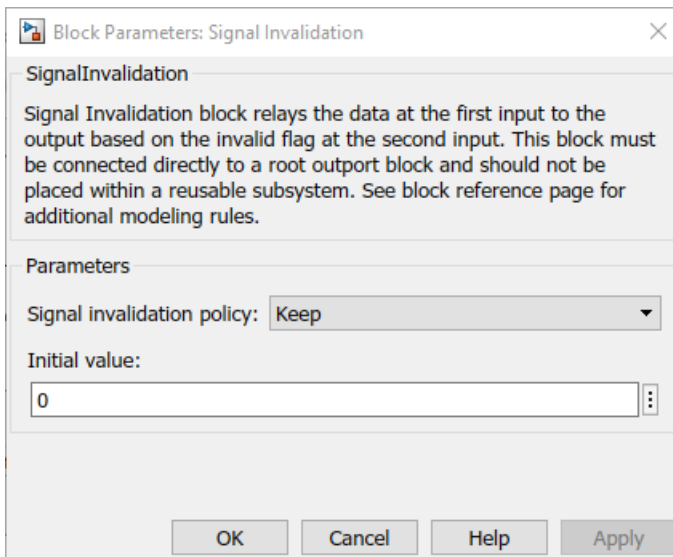 Block Parameters: Signal Invalidation
SignalInvalidation
Signal Invalidation block relays the data at the first input to the
output based on the invalid flag at the second input. This block must
be connected directly to a root outport block and should not be
placed within a reusable subsystem. See block reference page for
additional modeling rules.
Parameters
Signal invalidation policy: Keep
Initial value:
0
OK Cancel Help Apply